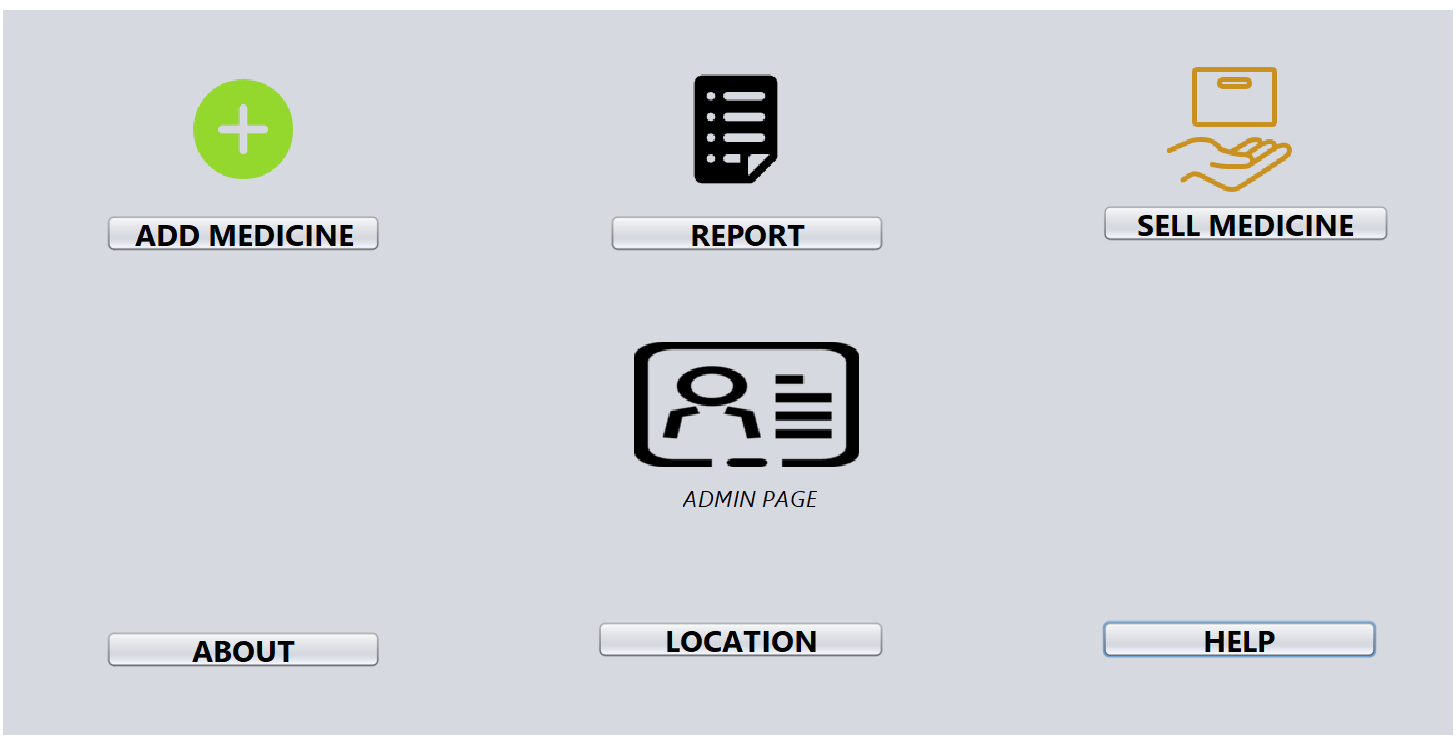 ADD MEDICINE
REPORT
SELL MEDICINE
ADMIN PAGE
ABOUT
LOCATION
HELP